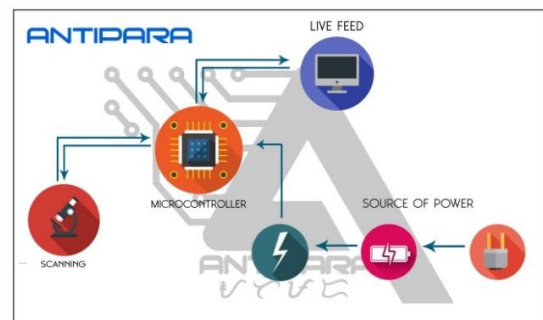 ANTIPARA
LIVE FEED
MICROCONTROLLER
SOURCE OF POWER
SCANNING
ANTIPARA